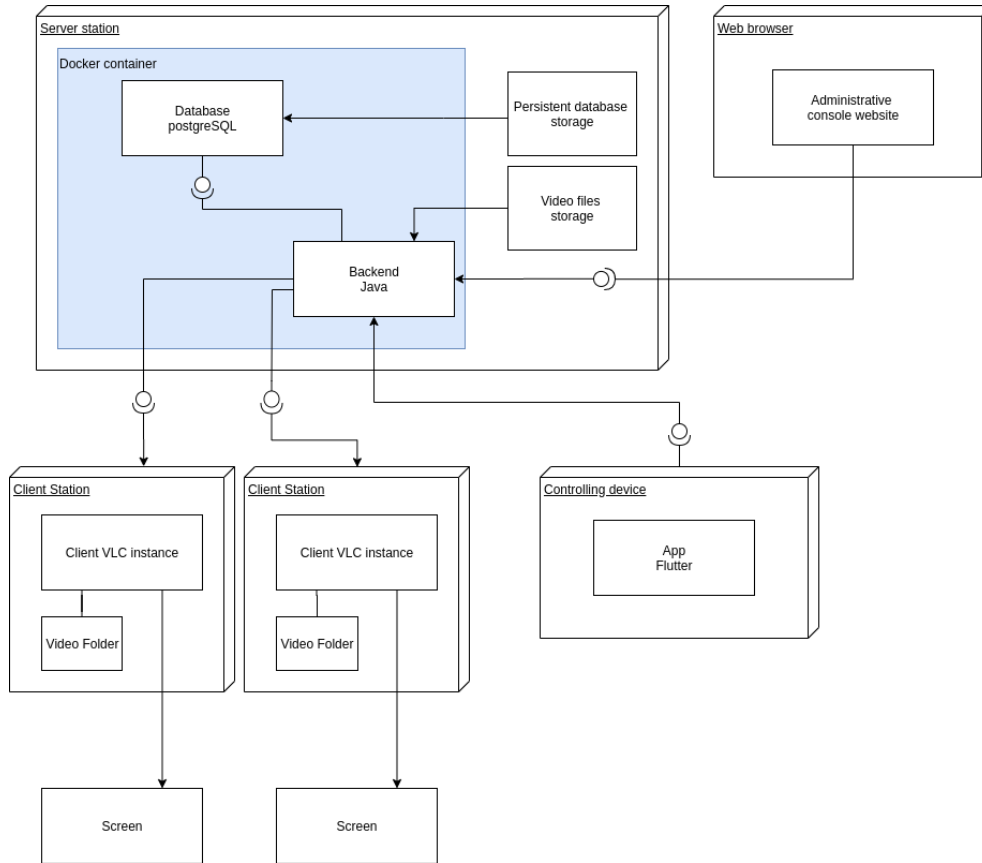 Server station
Web browser
Docker container
Database
postgreSQL
Persistent database
storage
Administrative
console website
Video files
storage
Backend
Java
Client Station
Client Station
Controlling device
Client VLC instance
Client VLC instance
App
Flutter
Video Folder
Video Folder
Screen
Screen